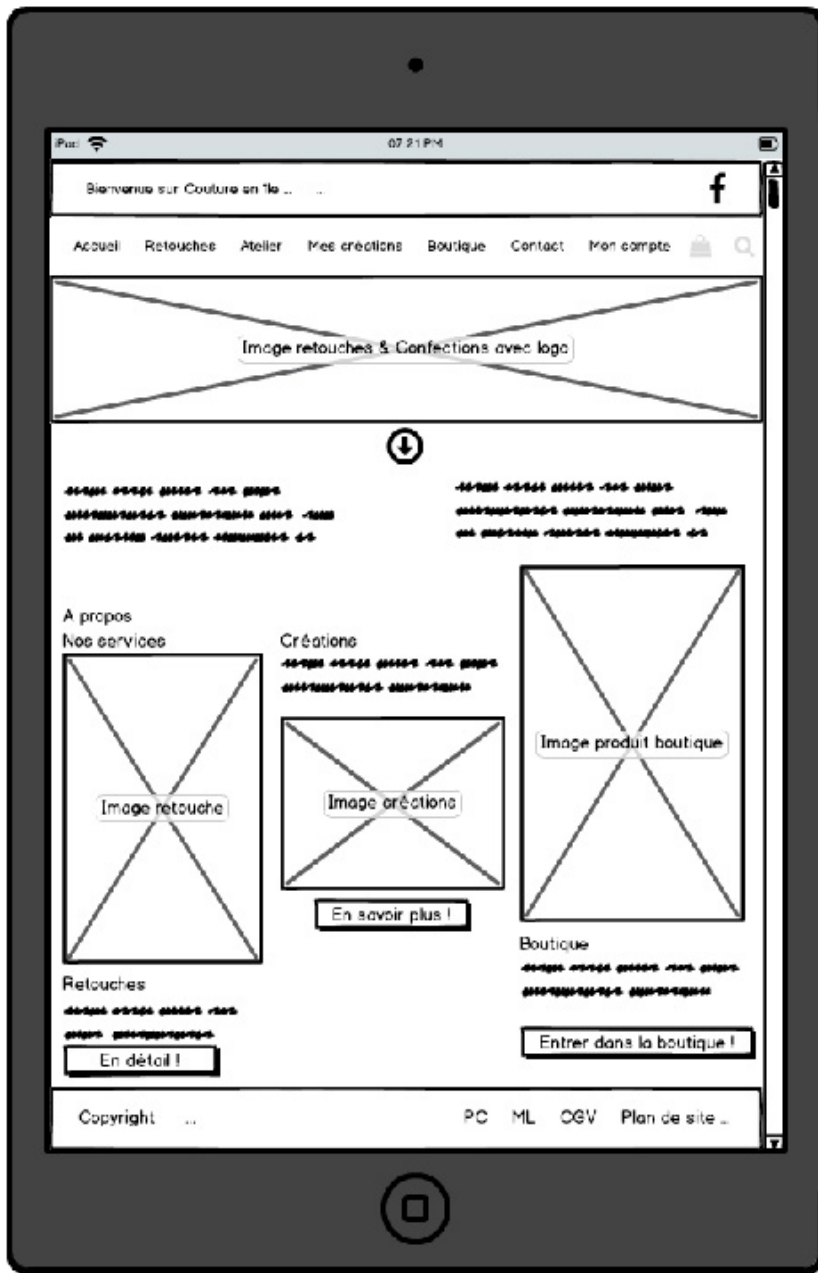 iPad 07:21 PM
Bienvenue sur Couture en île ... ...
Accueil Retouches Atelier Mes créations Boutique Contact Mon compte
Image retouches & Confections avec logo
A propos
Nos services
Créations
Image produit boutique
Image retouche
Image créations
En savoir plus !
Boutique
Retouches
Entrer dans la boutique !
En détail !
Copyright ... PC ML CGV Plan de site ...